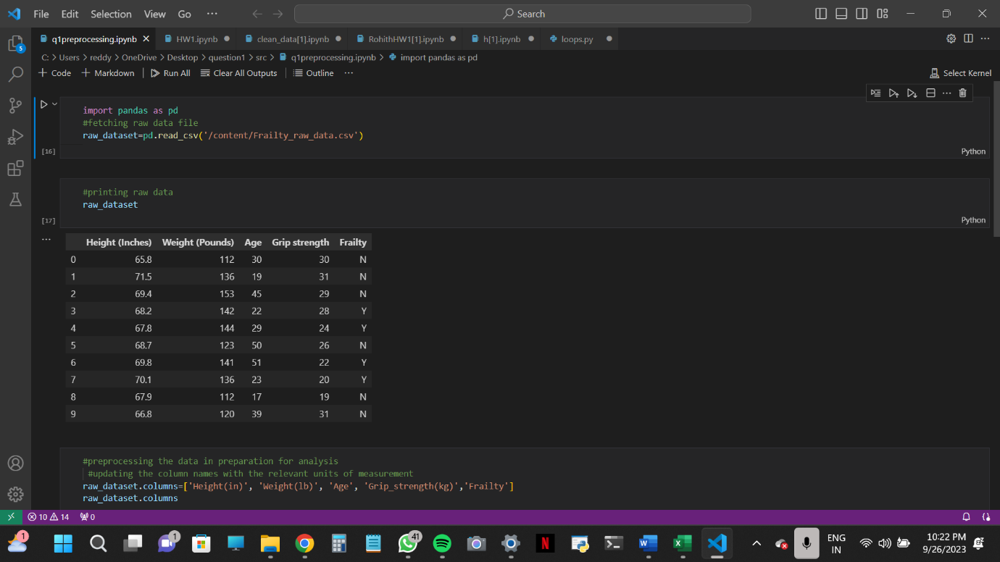 File Edit Selection View Go ··· Search
q1preprocessing.ipynb HW1.ipynb clean_data[1].ipynb RohithHW1[1].ipynb h[1].ipynb loops.py
C: > Users > reddy > OneDrive > Desktop > question1 > src > q1preprocessing.ipynb > import pandas as pd
+ Code + Markdown Run All Clear All Outputs Outline ··· Select Kernel
import pandas as pd
#fetching raw data file
raw_dataset=pd.read_csv('/content/Frailty_raw_data.csv')
[16] Python
#printing raw data
raw_dataset
[17] Python
Height (Inches) Weight (Pounds) Age Grip strength Frailty
0 65.8 112 30 30 N
1 71.5 136 19 31 N
2 69.4 153 45 29 N
3 68.2 142 22 28 Y
4 67.8 144 29 24 Y
5 68.7 123 50 26 N
6 69.8 141 51 22 Y
7 70.1 136 23 20 Y
8 67.9 112 17 19 N
9 66.8 120 39 31 N
#preprocessing the data in preparation for analysis
#updating the column names with the relevant units of measurement
raw_dataset.columns=['Height(in)', 'Weight(lb)', 'Age', 'Grip_strength(kg)','Frailty']
raw_dataset.columns
5
10 14 0
1 1 41 N ENG IN 10:22 PM 9/26/2023